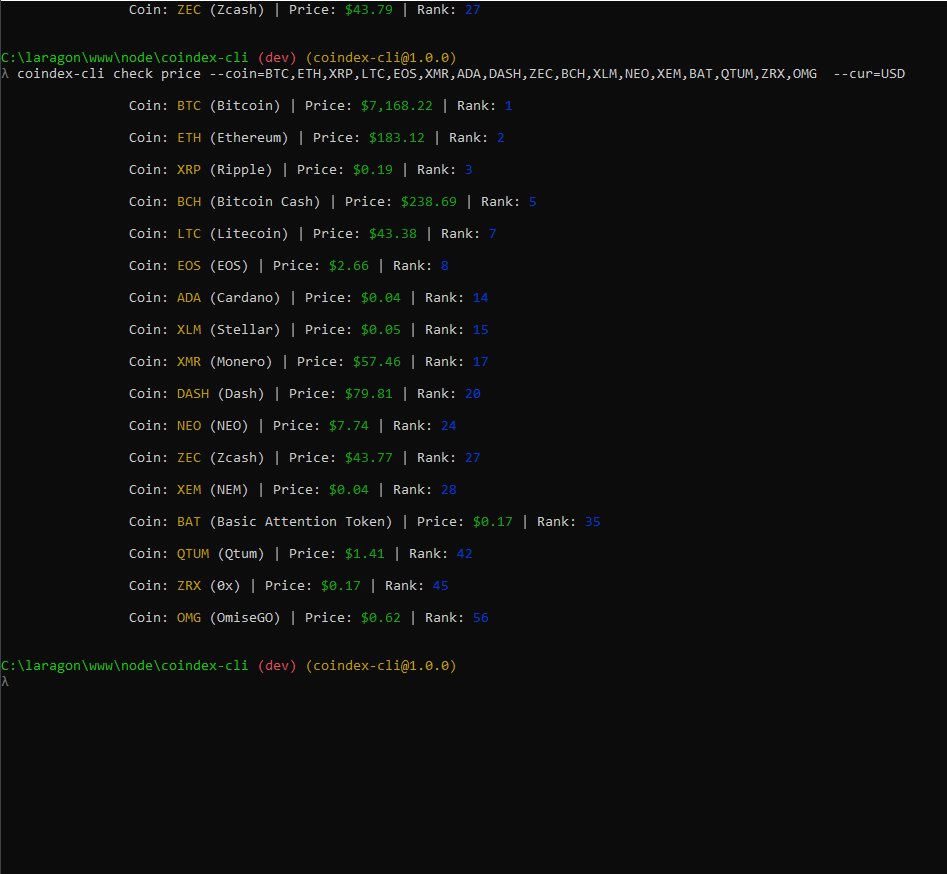 Coin: ZEC (Zcash) | Price: $43.79 | Rank: 27
C:\laragon\www\node\coindex-cli (dev) (coindex-cli@1.0.0)
λ coindex-cli check price --coin=BTC,ETH,XRP,LTC,EOS,XMR,ADA,DASH,ZEC,BCH,XLM,NEO,XEM,BAT,QTUM,ZRX,OMG  --cur=USD
Coin: BTC (Bitcoin) | Price: $7,168.22 | Rank: 1
Coin: ETH (Ethereum) | Price: $183.12 | Rank: 2
Coin: XRP (Ripple) | Price: $0.19 | Rank: 3
Coin: BCH (Bitcoin Cash) | Price: $238.69 | Rank: 5
Coin: LTC (Litecoin) | Price: $43.38 | Rank: 7
Coin: EOS (EOS) | Price: $2.66 | Rank: 8
Coin: ADA (Cardano) | Price: $0.04 | Rank: 14
Coin: XLM (Stellar) | Price: $0.05 | Rank: 15
Coin: XMR (Monero) | Price: $57.46 | Rank: 17
Coin: DASH (Dash) | Price: $79.81 | Rank: 20
Coin: NEO (NEO) | Price: $7.74 | Rank: 24
Coin: ZEC (Zcash) | Price: $43.77 | Rank: 27
Coin: XEM (NEM) | Price: $0.04 | Rank: 28
Coin: BAT (Basic Attention Token) | Price: $0.17 | Rank: 35
Coin: QTUM (Qtum) | Price: $1.41 | Rank: 42
Coin: ZRX (0x) | Price: $0.17 | Rank: 45
Coin: OMG (OmiseGO) | Price: $0.62 | Rank: 56
C:\laragon\www\node\coindex-cli (dev) (coindex-cli@1.0.0)
λ